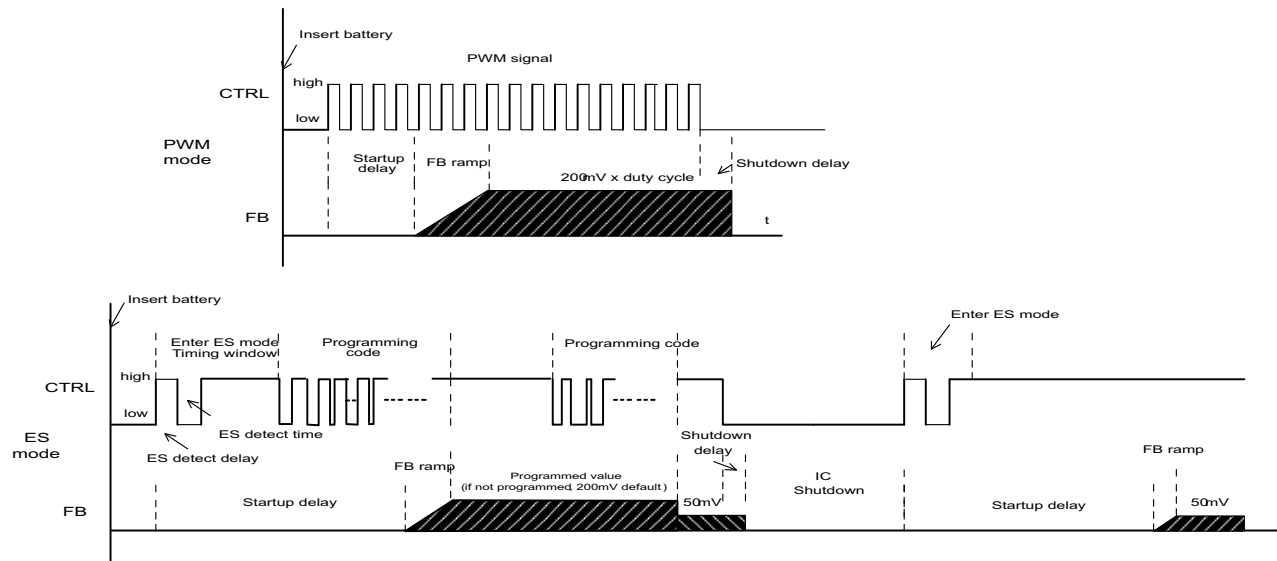 Insert battery
PWM signal
high
CTRL
low
PWM
mode
Startup
delay
FB ramp
Shutdown delay
200mV x duty cycle
FB
t
Insert battery
Enter ES mode
Enter ES mode
Timing window
Programming
code
Programming code
high
CTRL
low
ES detect time
ES
mode
ES detect delay
Shutdown
delay
FB ramp
Programmed value
(if not programmed, 200mV default)
50mV
IC
Shutdown
FB ramp
Startup delay
Startup delay
50mV
FB